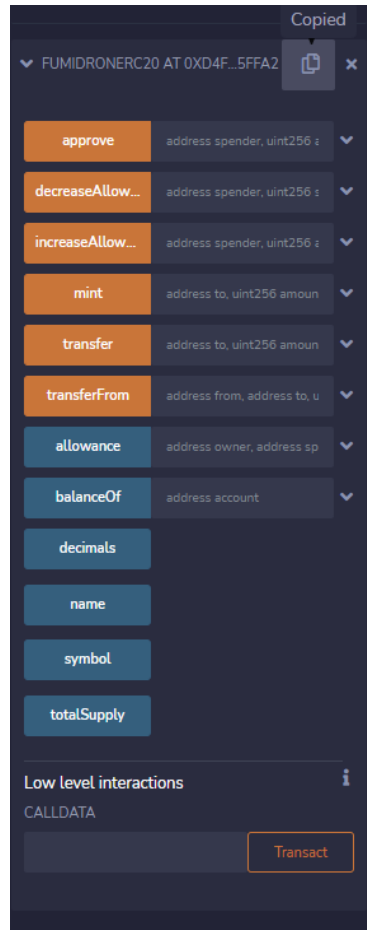 Copied
FUMIDRONERC20 AT 0XD4F...5FFA2
approve address spender, uint256 a
decreaseAllow... address spender, uint256 s
increaseAllow... address spender, uint256 a
mint address to, uint256 amoun
transfer address to, uint256 amoun
transferFrom address from, address to, u
allowance address owner, address sp
balanceOf address account
decimals
name
symbol
totalSupply
Low level interactions
CALLDATA
Transact